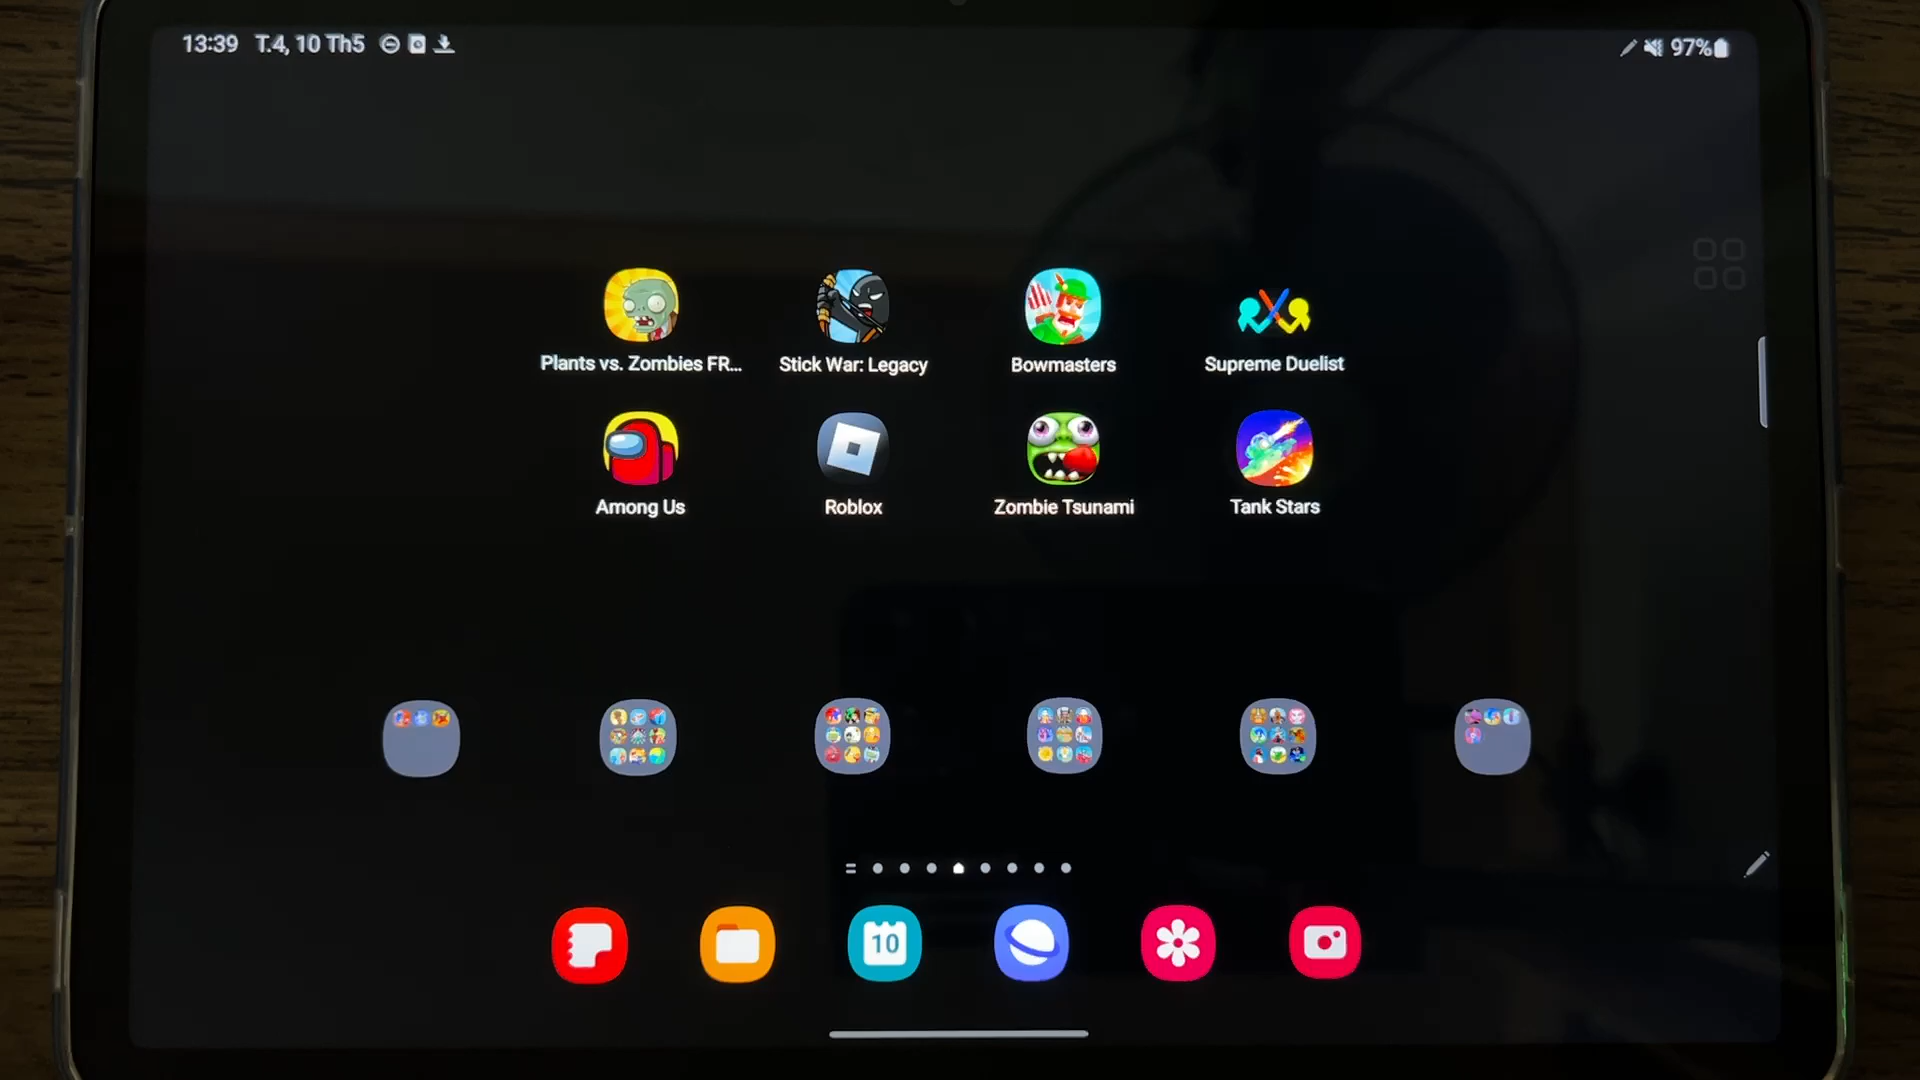 13:39 T.4, 10 Th5
97%
Plants vs. Zombies FR...
Stick War: Legacy
Bowmasters
Supreme Duelist
Among Us
Roblox
Zombie Tsunami
Tank Stars
10